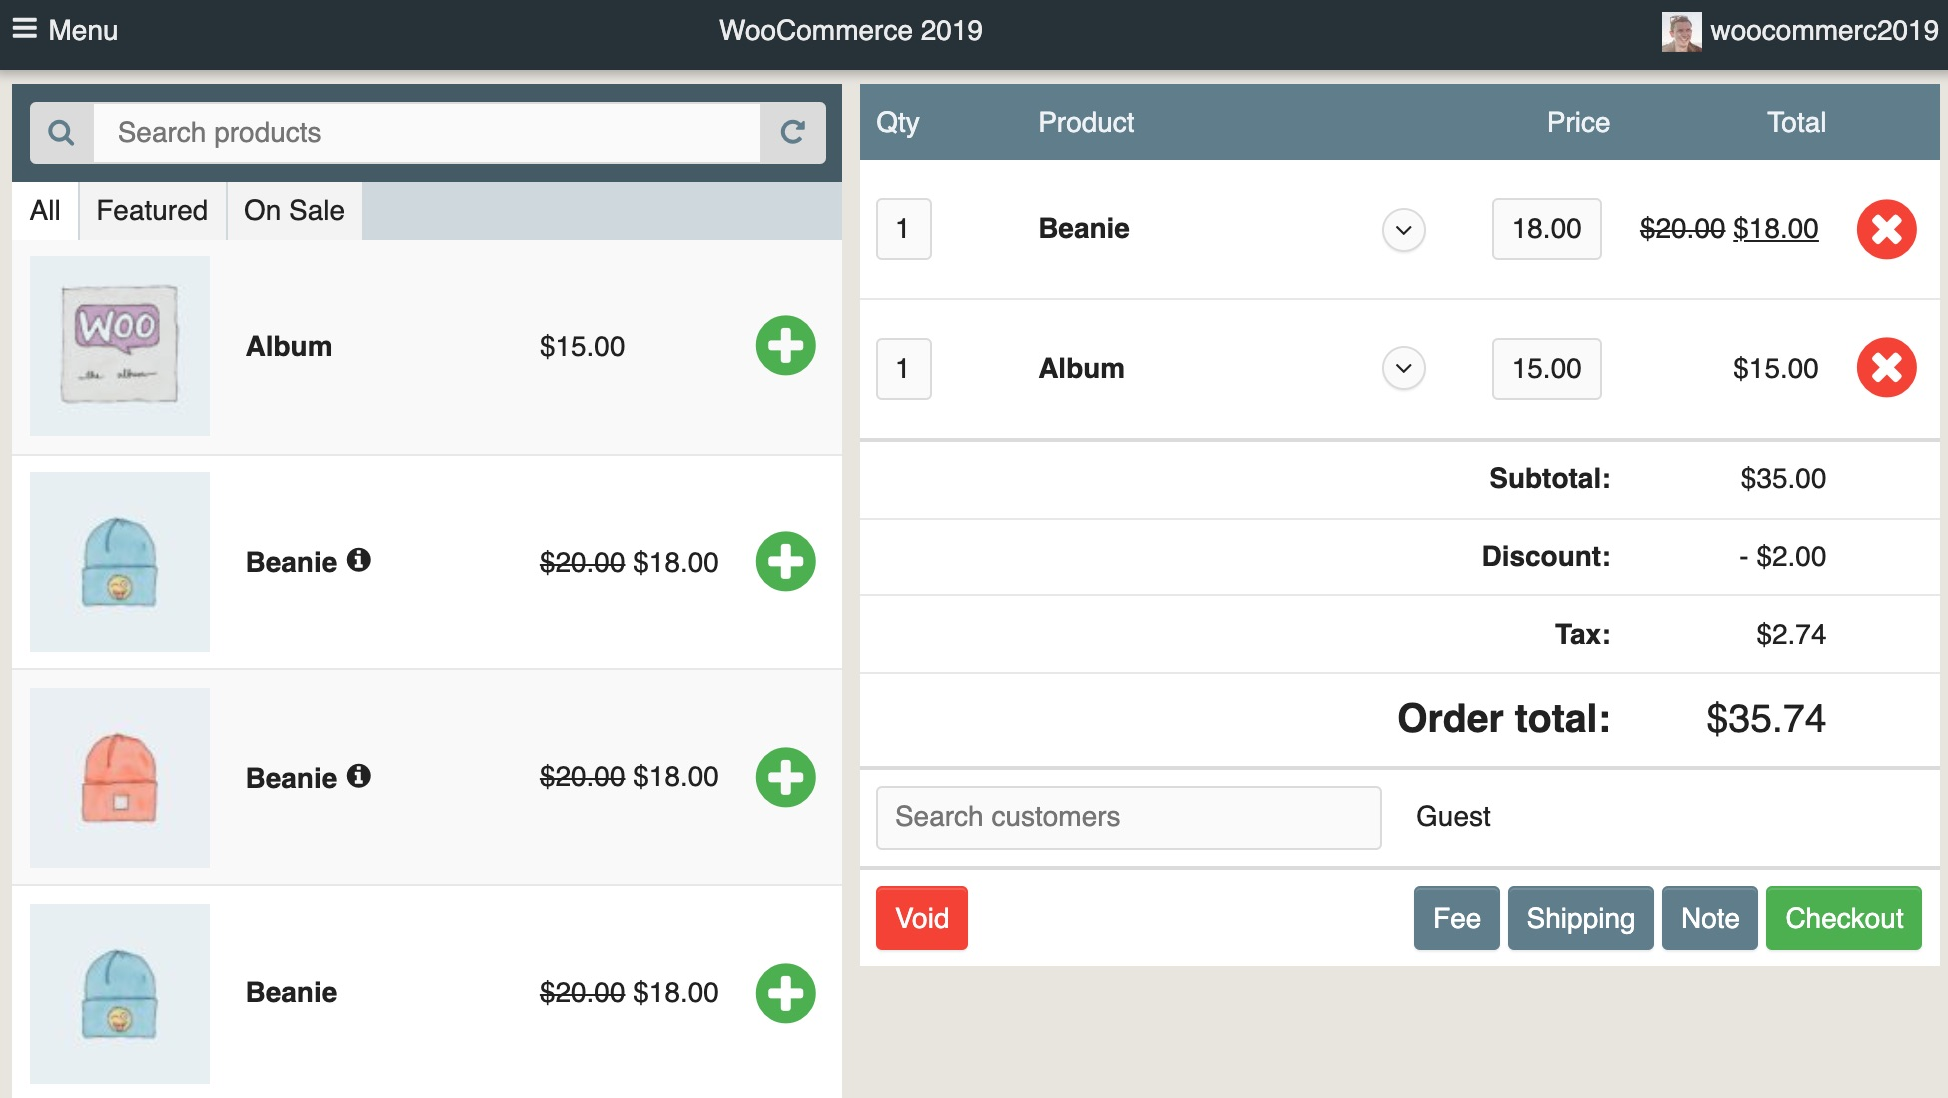 Menu
WooCommerce 2019
woocommerc2019
Search products
All Featured On Sale
WOO
the album
Album $15.00
Beanie $20.00 $18.00
Beanie $20.00 $18.00
Beanie $20.00 $18.00
Qty Product Price Total
1 Beanie 18.00 $20.00 $18.00
1 Album 15.00 $15.00
Subtotal: $35.00
Discount: - $2.00
Tax: $2.74
Order total: $35.74
Search customers Guest
Void Fee Shipping Note Checkout